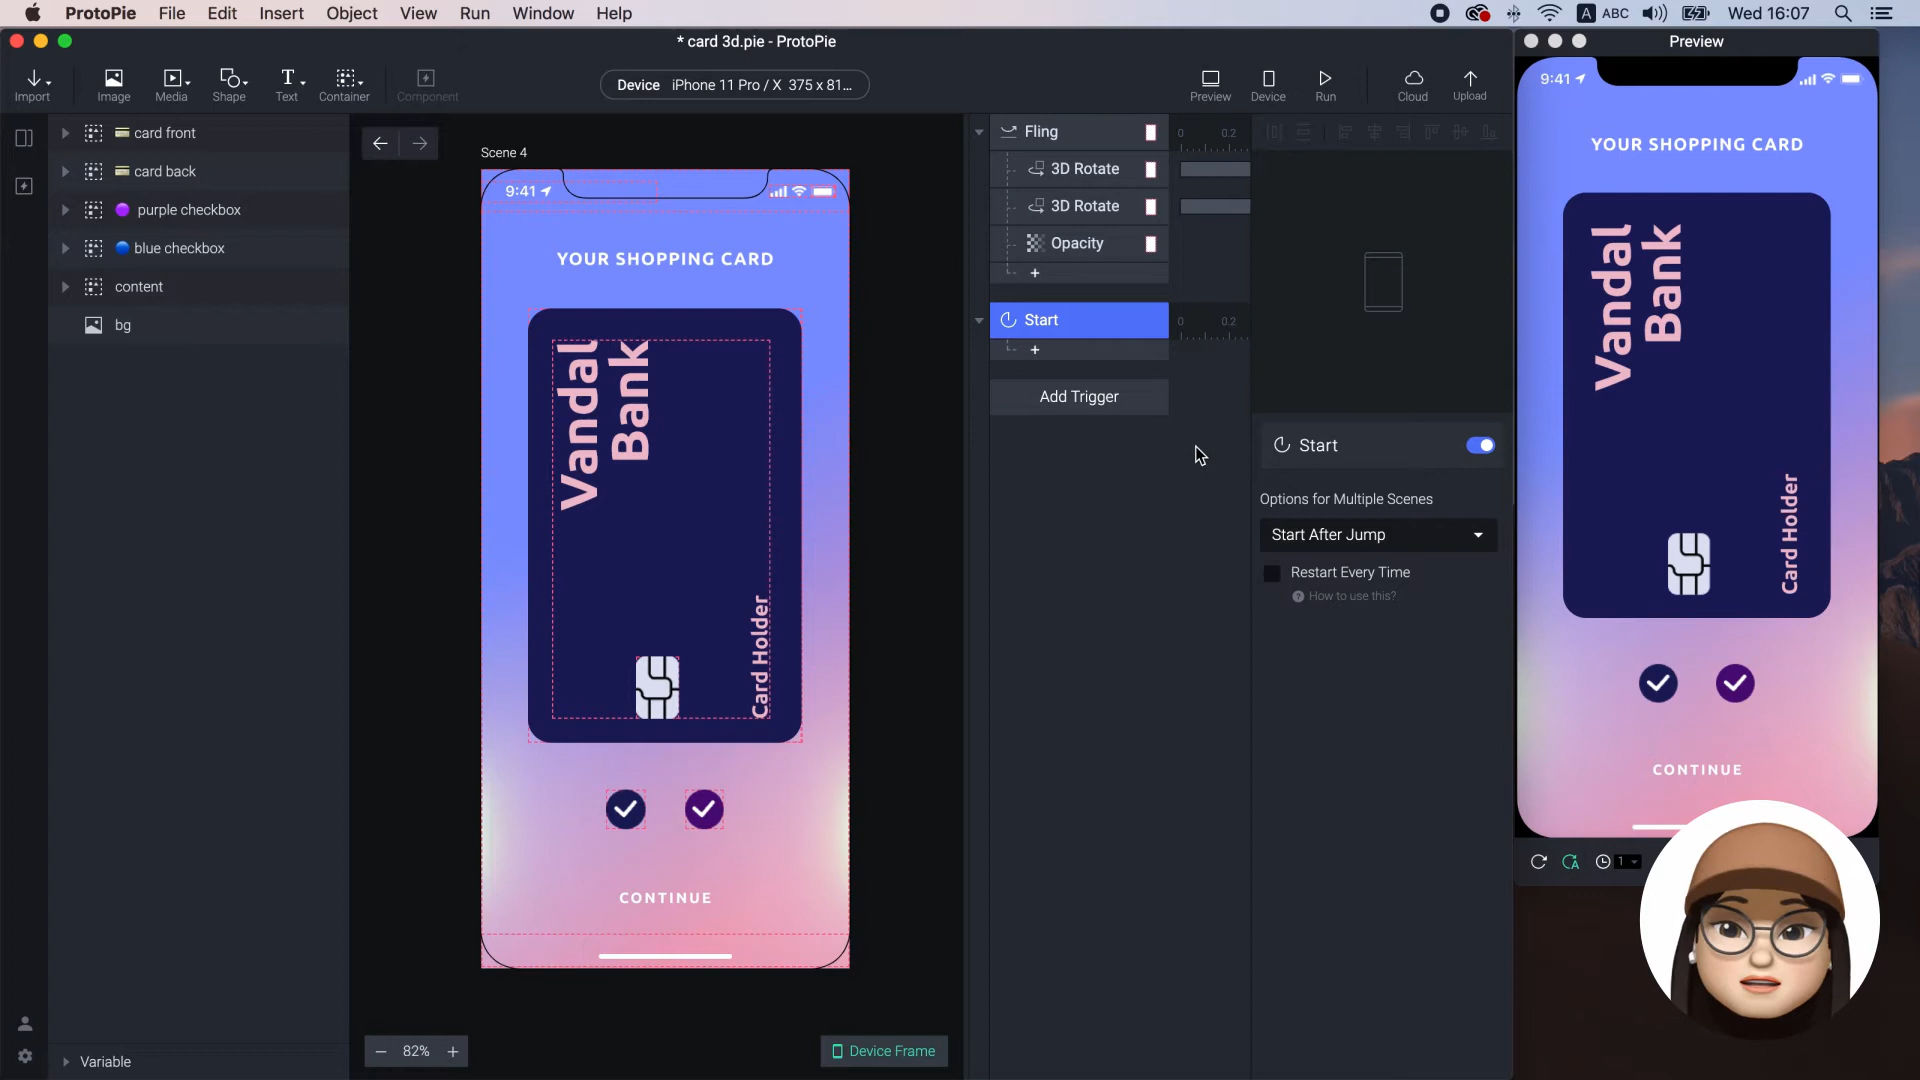 ProtoPie File Edit Insert Object View Run Window Help
A ABC Wed 16:07
* card 3d.pie - ProtoPie
Preview
Import Image Media Shape Text Container Component
Device iPhone 11 Pro / X 375 x 81...
Preview Device Run Cloud Upload
card front
card back
purple checkbox
blue checkbox
content
bg
Variable
Scene 4
9:41
YOUR SHOPPING CARD
Vandal
Bank
Card Holder
CONTINUE
82%
Device Frame
Fling
0 0.2
3D Rotate
3D Rotate
Opacity
Start
0 0.2
Add Trigger
Start
Options for Multiple Scenes
Start After Jump
Restart Every Time
How to use this?
9:41
YOUR SHOPPING CARD
Vandal
Bank
Card Holder
CONTINUE
A 1